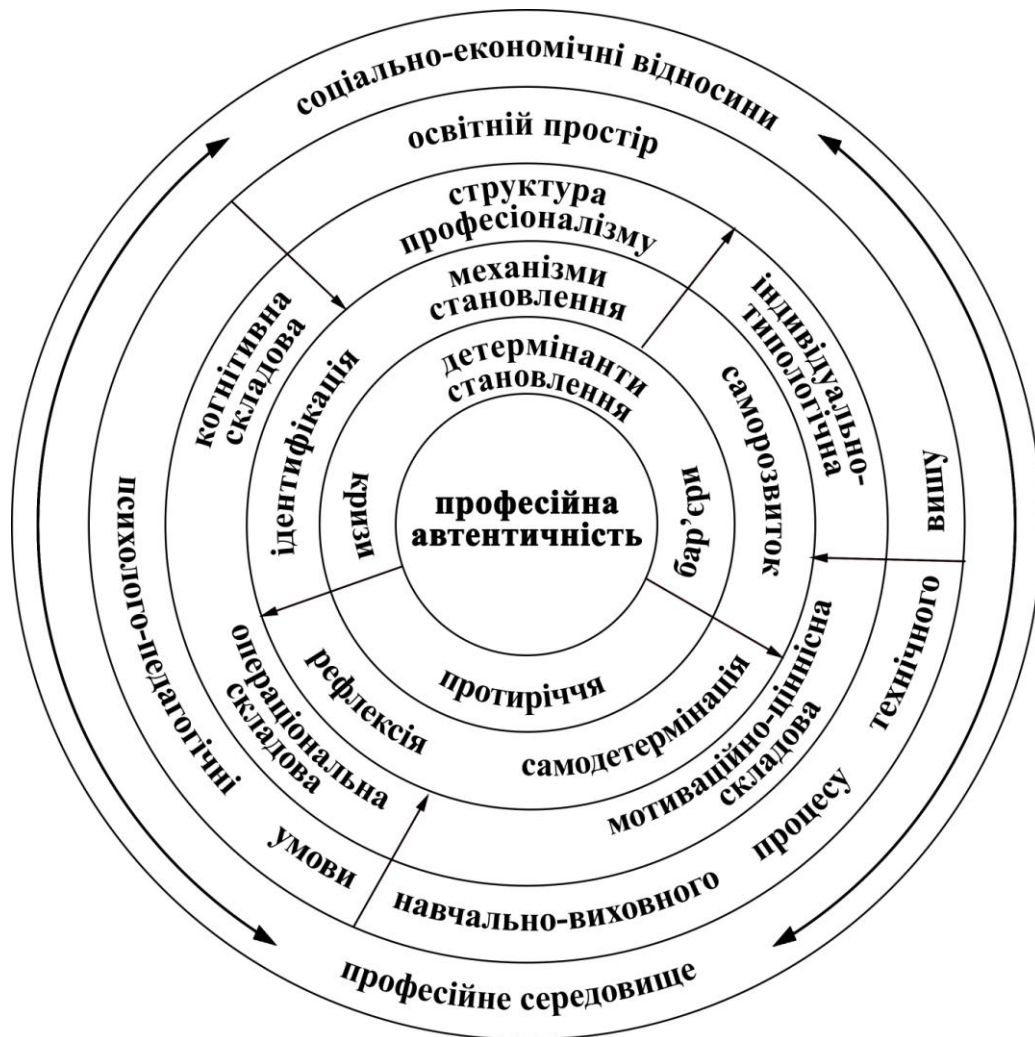 соціально-економічні відносини
освітній простір
структура
професіоналізму
механізми
становлення
детермінанти
становлення
професійна
автентичність
кризи
бар’єри
протиріччя
ідентифікація
саморозвиток
рефлексія
самодетермінація
когнітивна
складова
індивідуально-
типологічна
операціональна
складова
мотиваційно-ціннісна
складова
психолого-педагогічні
умови
навчально-виховного
процесу
технічного
вишу
професійне середовище